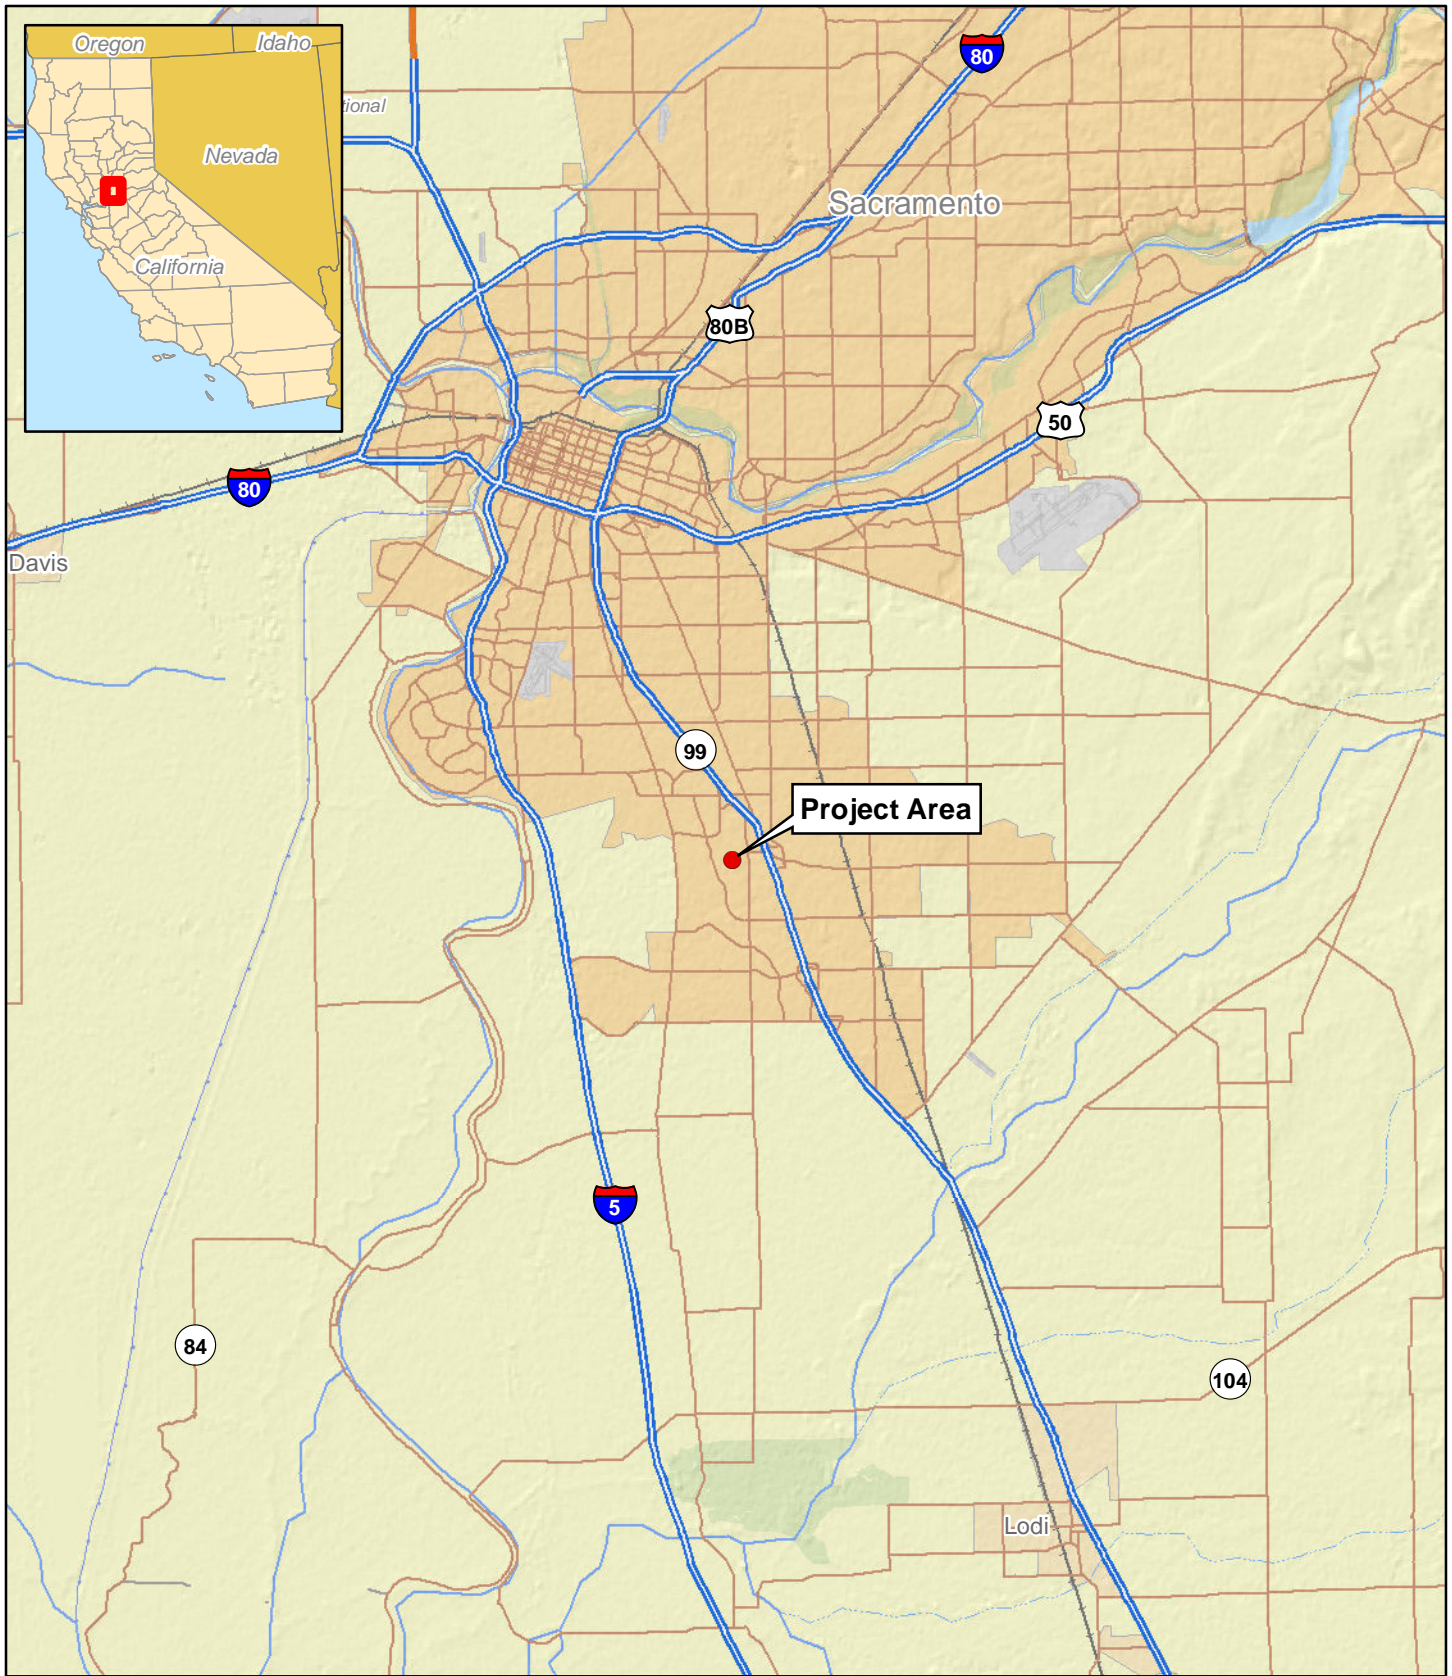 Oregon
Idaho
tional
Nevada
California
80
Sacramento
80B
50
80
Davis
99
Project Area
5
84
104
Lodi